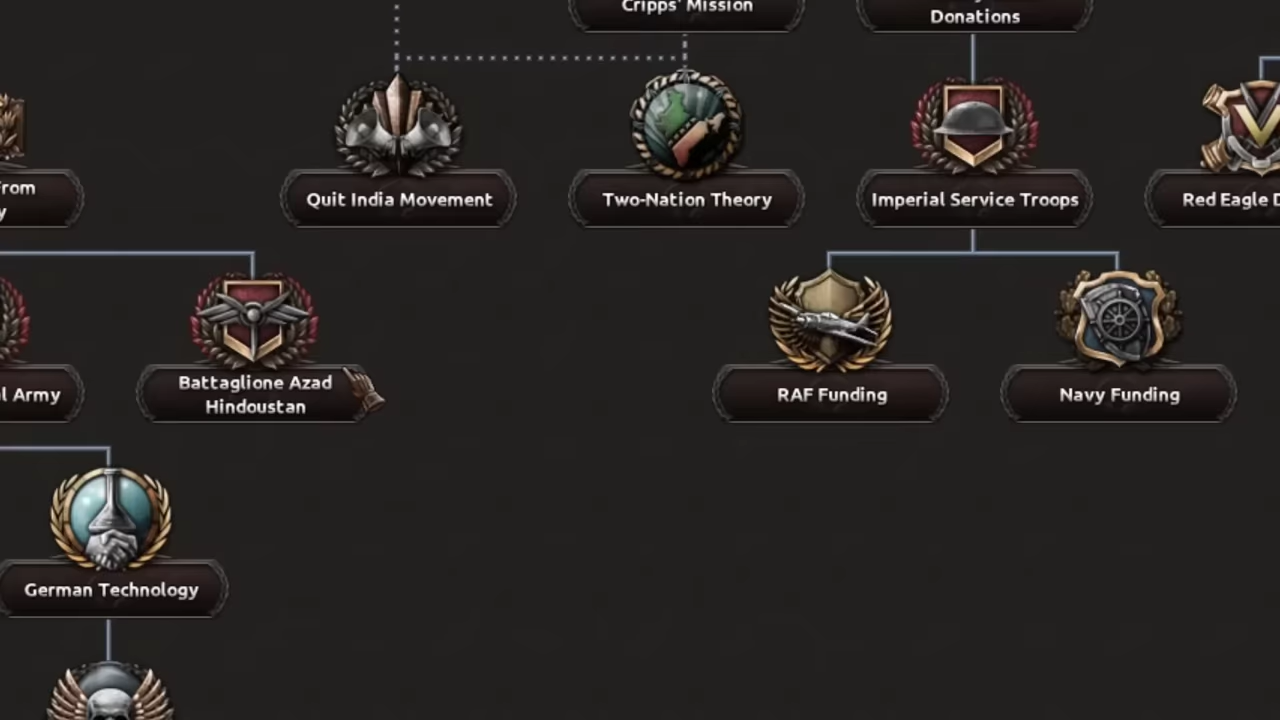 Cripps' Mission
Donations
From
Quit India Movement
Two-Nation Theory
Imperial Service Troops
Red Eagle
Army
Battaglione Azad
Hindoustan
RAF Funding
Navy Funding
German Technology